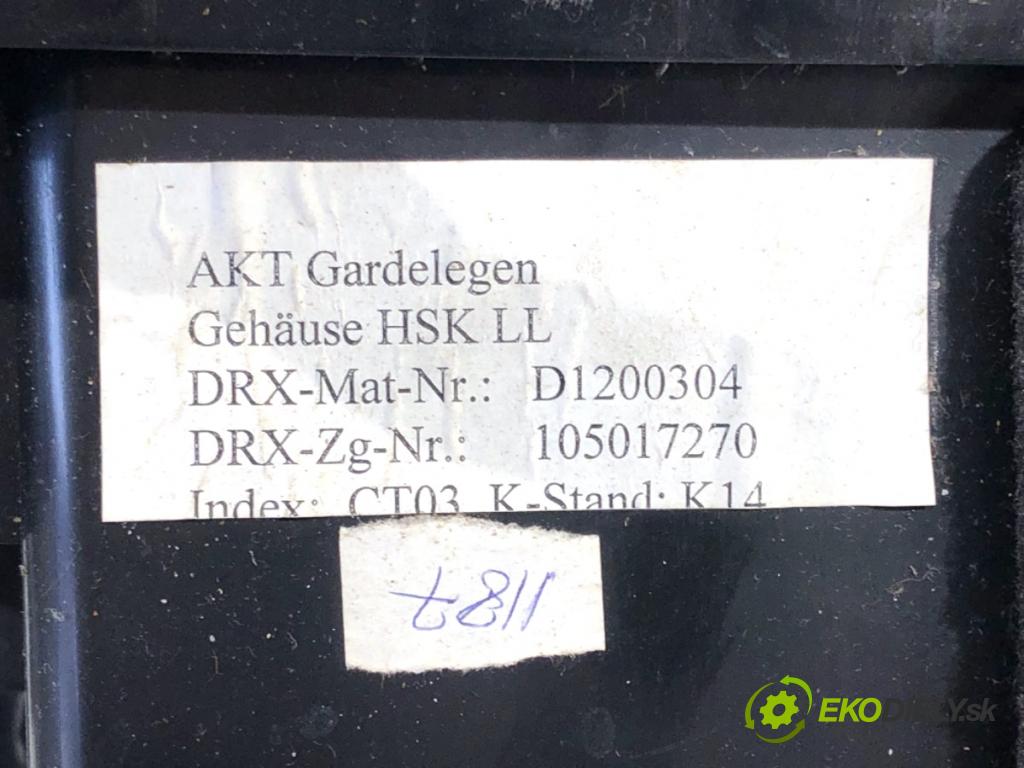 AKT Gardelegen
Gehäuse HSK LL
DRX-Mat-Nr.: D1200304
DRX-Zg-Nr.: 105017270
Index: CT03 K-Stand: K14
1187
EKODIELY.sk